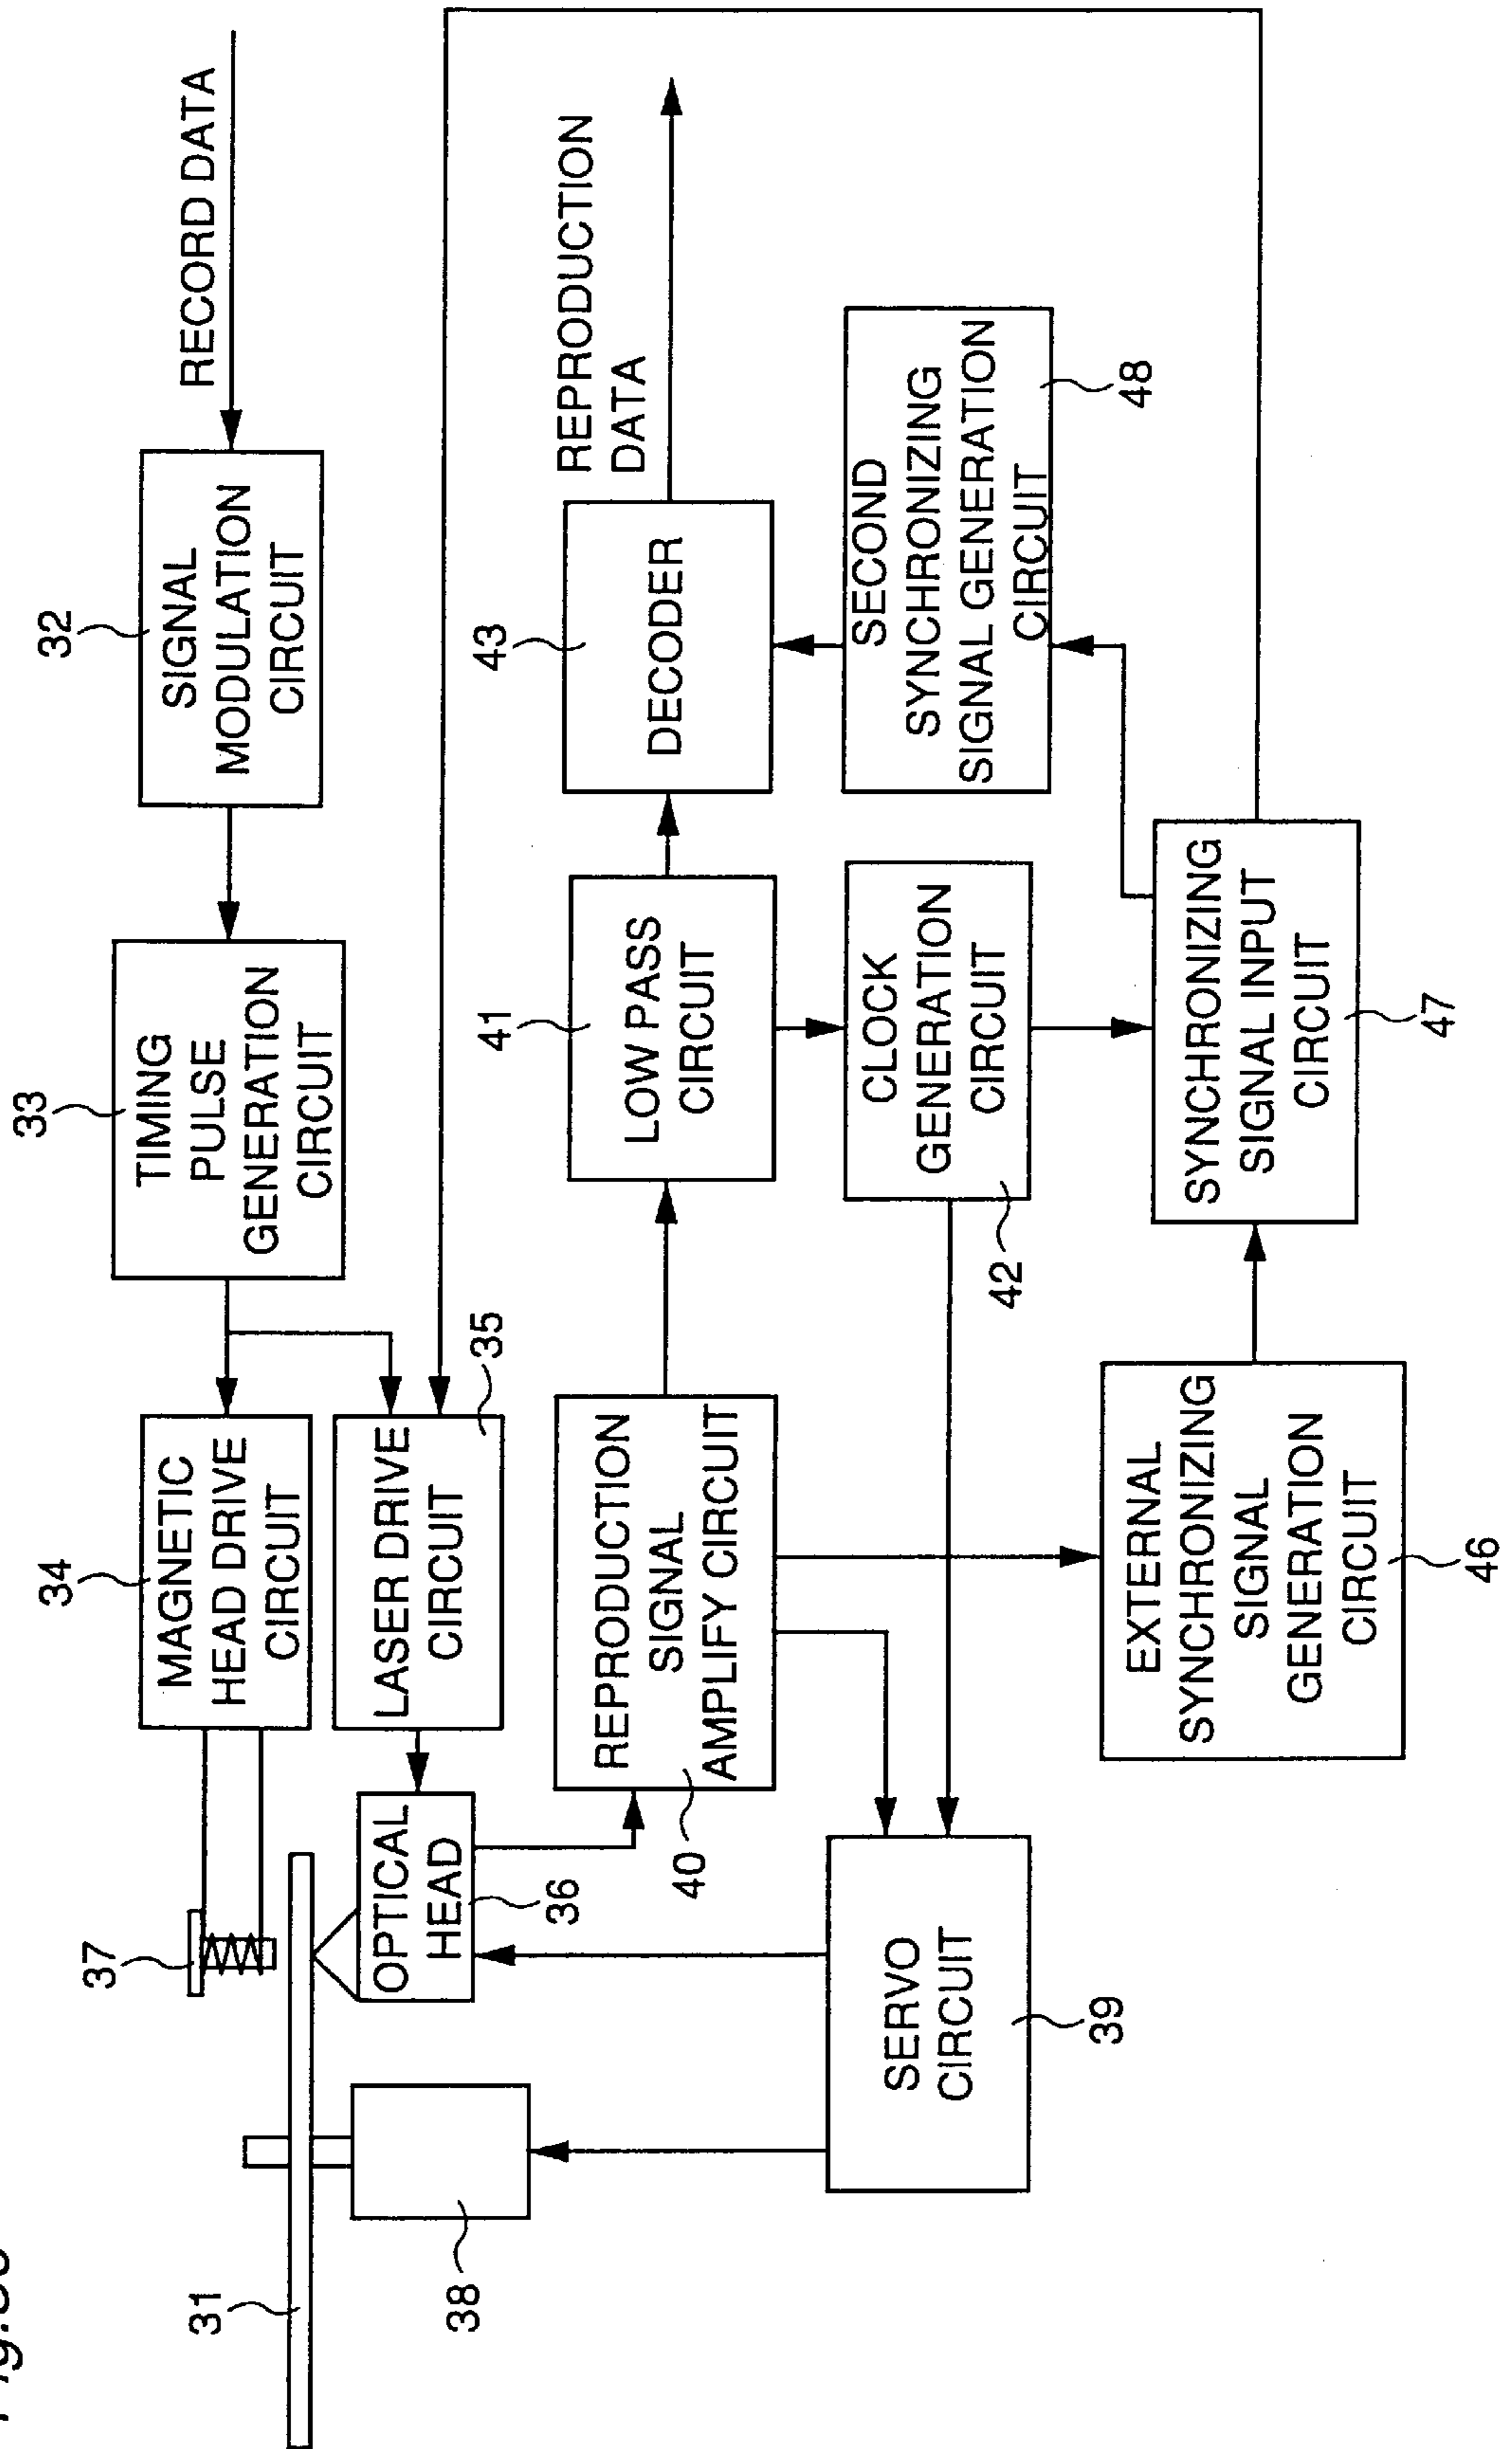 RECORD DATA
32
SIGNAL
MODULATION
CIRCUIT
33
TIMING
PULSE
GENERATION
CIRCUIT
34
MAGNETIC
HEAD DRIVE
CIRCUIT
35
LASER DRIVE
CIRCUIT
37
31
OPTICAL
HEAD
36
38
REPRODUCTION
SIGNAL
AMPLIFY CIRCUIT
40
41
LOW PASS
CIRCUIT
43
DECODER
REPRODUCTION
DATA
SERVO
CIRCUIT
39
CLOCK
GENERATION
CIRCUIT
42
SECOND
SYNCHRONIZING
SIGNAL GENERATION
CIRCUIT
48
EXTERNAL
SYNCHRONIZING
SIGNAL
GENERATION
CIRCUIT
46
SYNCHRONIZING
SIGNAL INPUT
CIRCUIT
47